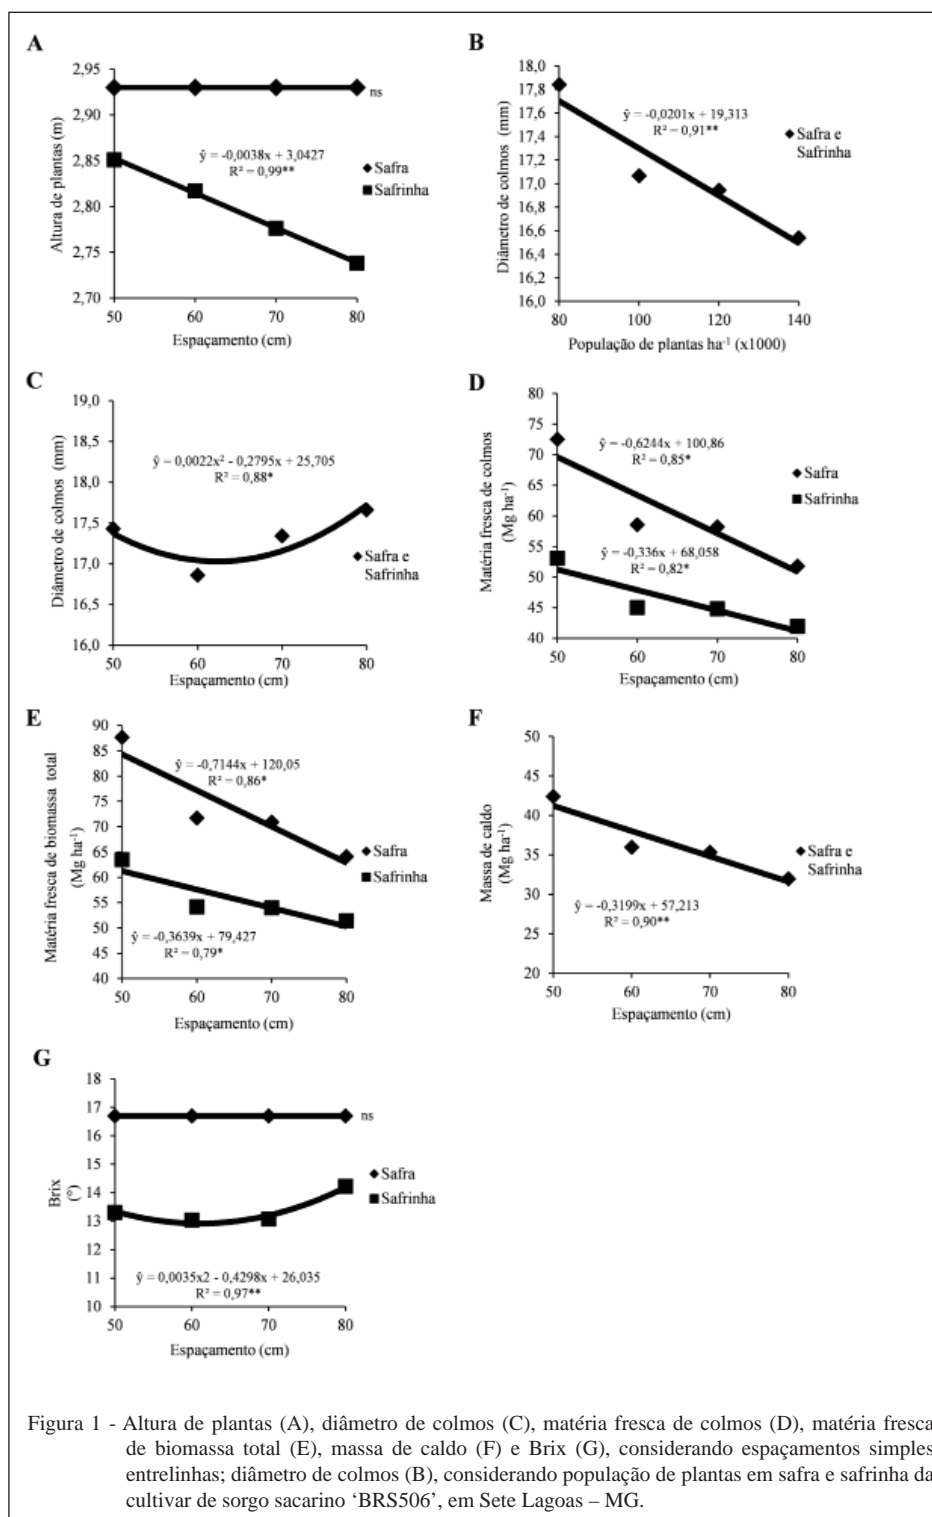 A
Altura de plantas (m)
2,95
2,90
2,85
2,80
2,75
2,70
ns
ŷ = -0,0038x + 3,0427
R² = 0,99**
Safra
Safrinha
50 60 70 80
Espaçamento (cm)
B
Diâmetro de colmos (mm)
18,0
17,8
17,6
17,4
17,2
17,0
16,8
16,6
16,4
16,2
16,0
ŷ = -0,0201x + 19,313
R² = 0,91**
Safra e
Safrinha
80 100 120 140
População de plantas ha⁻¹ (x1000)
C
Diâmetro de colmos (mm)
19,0
18,5
18,0
17,5
17,0
16,5
16,0
ŷ = 0,0022x² - 0,2795x + 25,705
R² = 0,88*
Safra e
Safrinha
50 60 70 80
Espaçamento (cm)
D
Matéria fresca de colmos
(Mg ha⁻¹)
80
75
70
65
60
55
50
45
40
ŷ = -0,6244x + 100,86
R² = 0,85*
ŷ = -0,336x + 68,058
R² = 0,82*
Safra
Safrinha
50 60 70 80
Espaçamento (cm)
E
Matéria fresca de biomassa total
(Mg ha⁻¹)
90
85
80
75
70
65
60
55
50
45
40
ŷ = -0,7144x + 120,05
R² = 0,86*
ŷ = -0,3639x + 79,427
R² = 0,79*
Safra
Safrinha
50 60 70 80
Espaçamento (cm)
F
Massa de caldo
(Mg ha⁻¹)
50
45
40
35
30
25
20
ŷ = -0,3199x + 57,213
R² = 0,90**
Safra e
Safrinha
50 60 70 80
Espaçamento (cm)
G
Brix
(°)
18
17
16
15
14
13
12
11
10
ns
ŷ = 0,0035x2 - 0,4298x + 26,035
R² = 0,97**
Safra
Safrinha
50 60 70 80
Espaçamento (cm)
Figura 1 - Altura de plantas (A), diâmetro de colmos (C), matéria fresca de colmos (D), matéria fresca
de biomassa total (E), massa de caldo (F) e Brix (G), considerando espaçamentos simples
entrelinhas; diâmetro de colmos (B), considerando população de plantas em safra e safrinha da
cultivar de sorgo sacarino ‘BRS506’, em Sete Lagoas – MG.